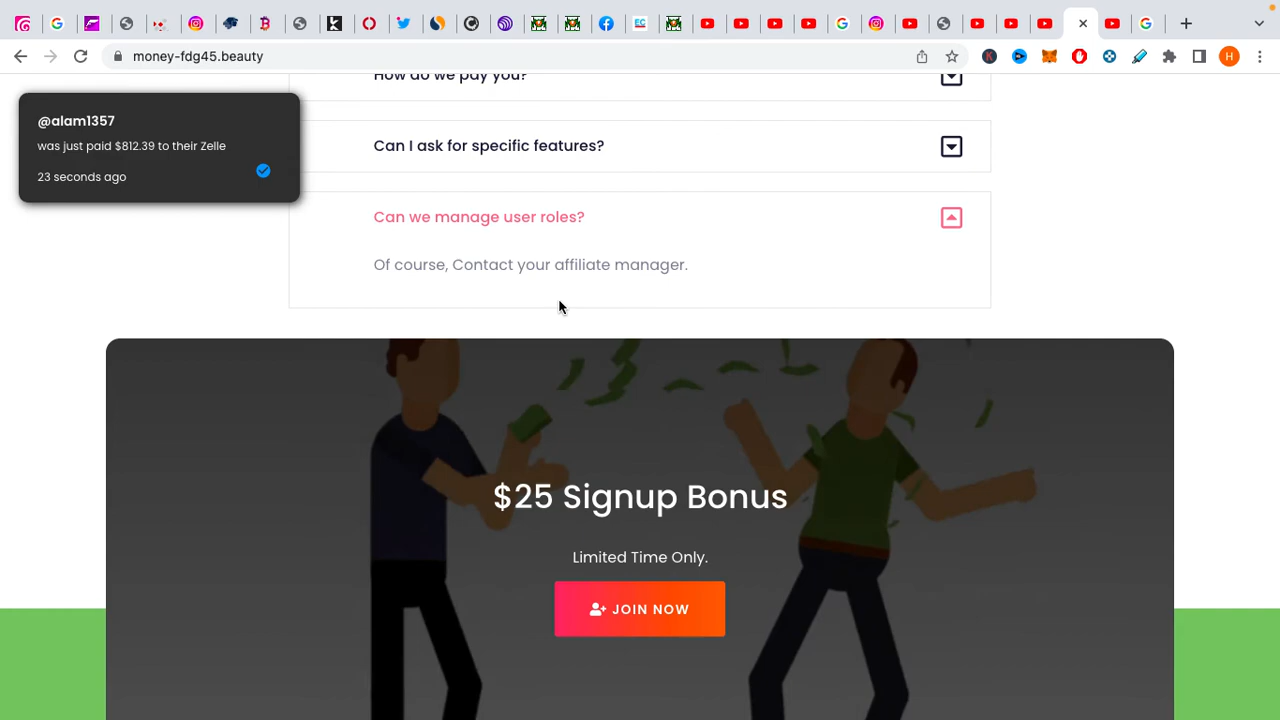 money-fdg45.beauty
H
How do we pay you?
@alam1357
was just paid $812.39 to their Zelle
23 seconds ago
Can I ask for specific features?
Can we manage user roles?
Of course, Contact your affiliate manager.
$25 Signup Bonus
Limited Time Only.
JOIN NOW